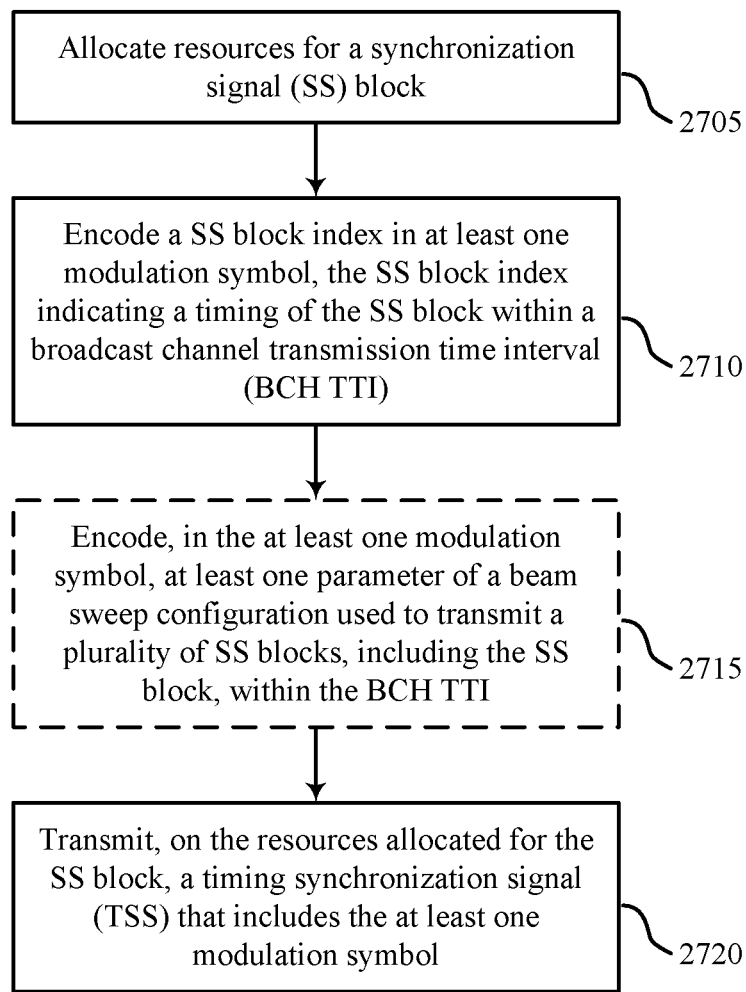 Allocate resources for a synchronization
signal (SS) block
2705
Encode a SS block index in at least one
modulation symbol, the SS block index
indicating a timing of the SS block within a
broadcast channel transmission time interval
(BCH TTI)
2710
Encode, in the at least one modulation
symbol, at least one parameter of a beam
sweep configuration used to transmit a
plurality of SS blocks, including the SS
block, within the BCH TTI
2715
Transmit, on the resources allocated for the
SS block, a timing synchronization signal
(TSS) that includes the at least one
modulation symbol
2720